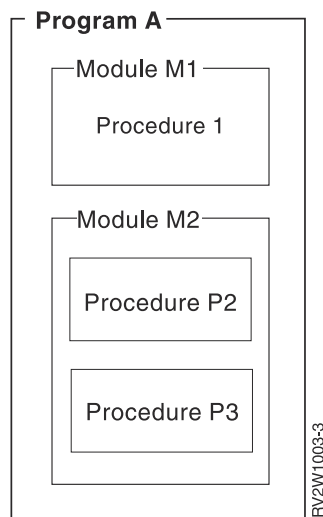 Program A
Module M1
Procedure 1
Module M2
Procedure P2
Procedure P3
RV2W1003-3